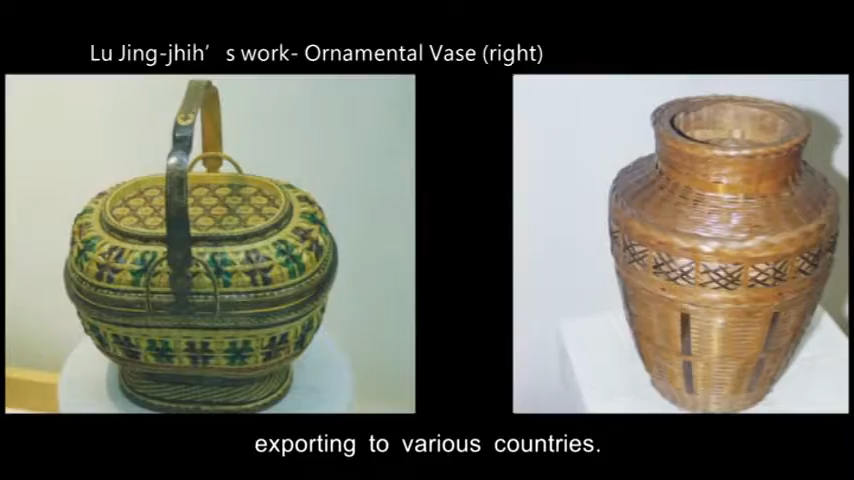 Lu Jing-jhih’s work- Ornamental Vase (right)
exporting to various countries.